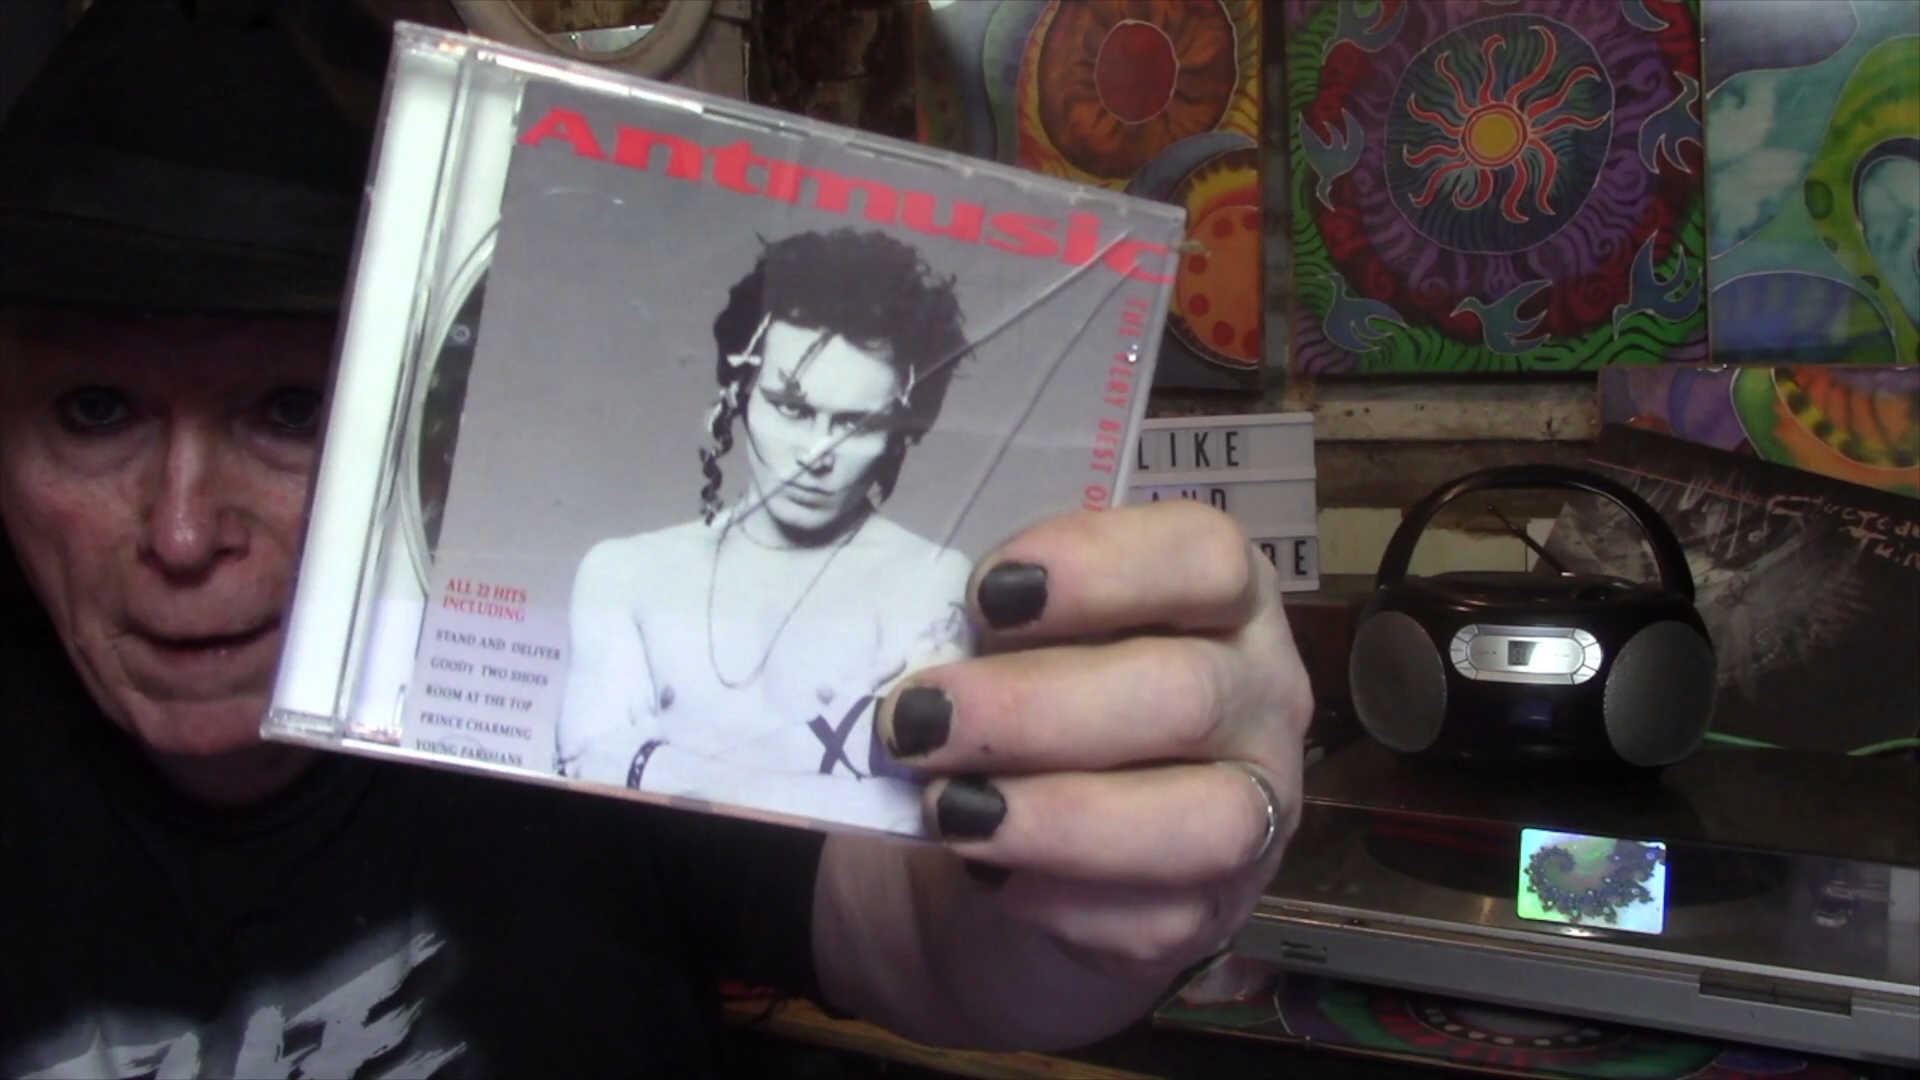 Antmusic
THE VERY BEST OF
ALL 22 HITS
INCLUDING
STAND AND DELIVER
GOODY TWO SHOES
ROOM AT THE TOP
PRINCE CHARMING
YOUNG PARISIANS
LIKE
AND